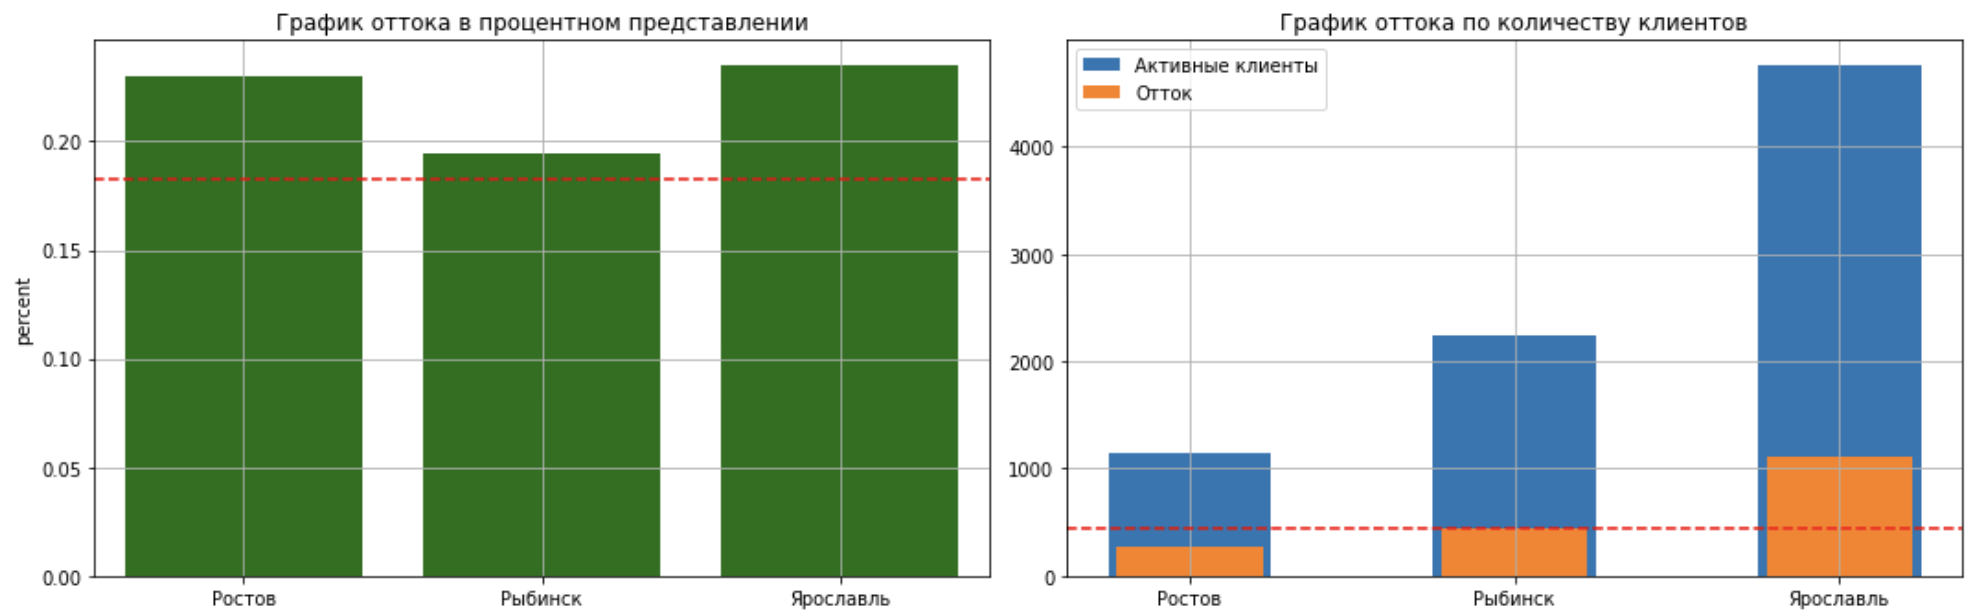 График оттока в процентном представлении
percent
0.20
0.15
0.10
0.05
0.00
Ростов
Рыбинск
Ярославль
График оттока по количеству клиентов
Активные клиенты
Отток
4000
3000
2000
1000
0
Ростов
Рыбинск
Ярославль